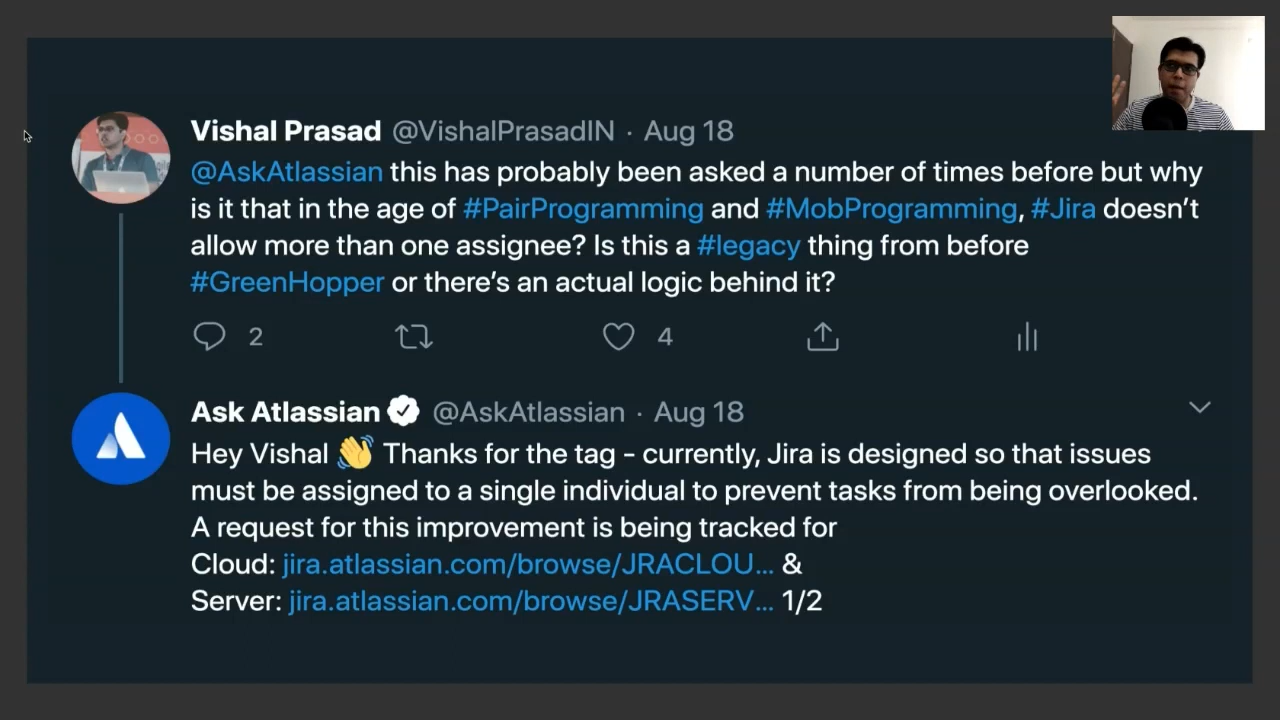 Vishal Prasad @VishalPrasadIN · Aug 18
@AskAtlassian this has probably been asked a number of times before but why
is it that in the age of #PairProgramming and #MobProgramming, #Jira doesn’t
allow more than one assignee? Is this a #legacy thing from before
#GreenHopper or there’s an actual logic behind it?
2 4
Ask Atlassian @AskAtlassian · Aug 18
Hey Vishal 👋 Thanks for the tag - currently, Jira is designed so that issues
must be assigned to a single individual to prevent tasks from being overlooked.
A request for this improvement is being tracked for
Cloud: jira.atlassian.com/browse/JRACLOU... &
Server: jira.atlassian.com/browse/JRASERV... 1/2